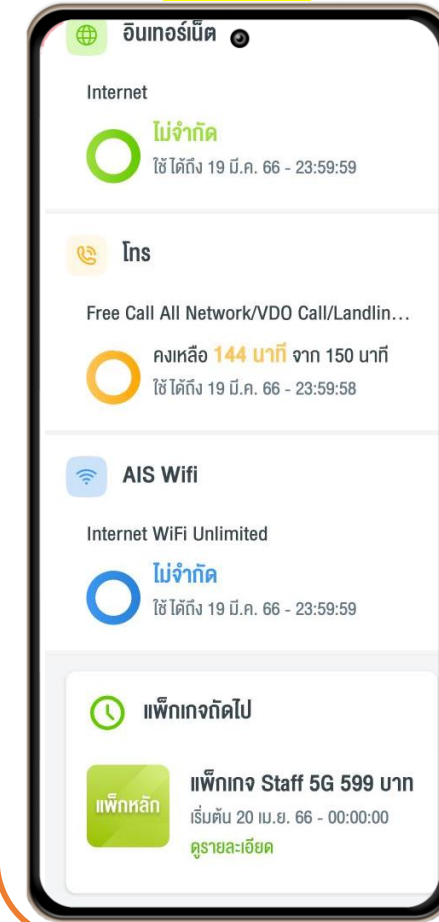 อินเทอร์เน็ต
Internet
ไม่จำกัด
ใช้ได้ถึง 19 มี.ค. 66 - 23:59:59
โทร
Free Call All Network/VDO Call/Landlin...
คงเหลือ 144 นาที จาก 150 นาที
ใช้ได้ถึง 19 มี.ค. 66 - 23:59:58
AIS Wifi
Internet WiFi Unlimited
ไม่จำกัด
ใช้ได้ถึง 19 มี.ค. 66 - 23:59:59
แพ็กเกจถัดไป
แพ็กหลัก
แพ็กเกจ Staff 5G 599 บาท
เริ่มต้น 20 เม.ย. 66 - 00:00:00
ดูรายละเอียด